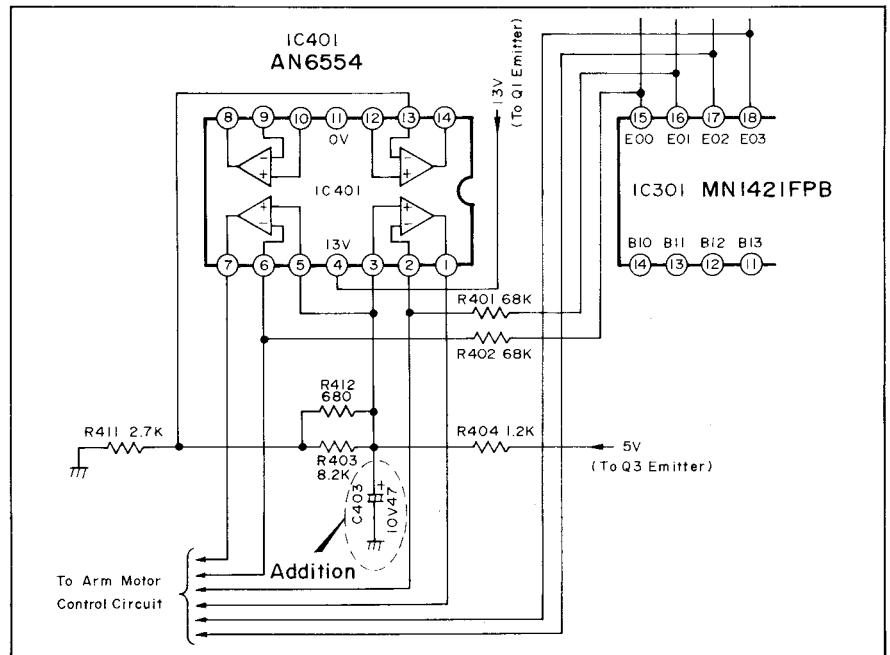 IC401
AN6554
13V
(To Q1 Emitter)
8 9 10 11 12 13 14
0V
- + - +
IC401
+ - + -
13V
7 6 5 4 3 2 1
15 16 17 18
E00 E01 E02 E03
IC301 MN1421FPB
B10 B11 B12 B13
14 13 12 11
R401 68K
R402 68K
R412
680
R411 2.7K
R403
8.2K
R404 1.2K
5V
(To Q3 Emitter)
C403
+
10V47
Addition
To Arm Motor
Control Circuit